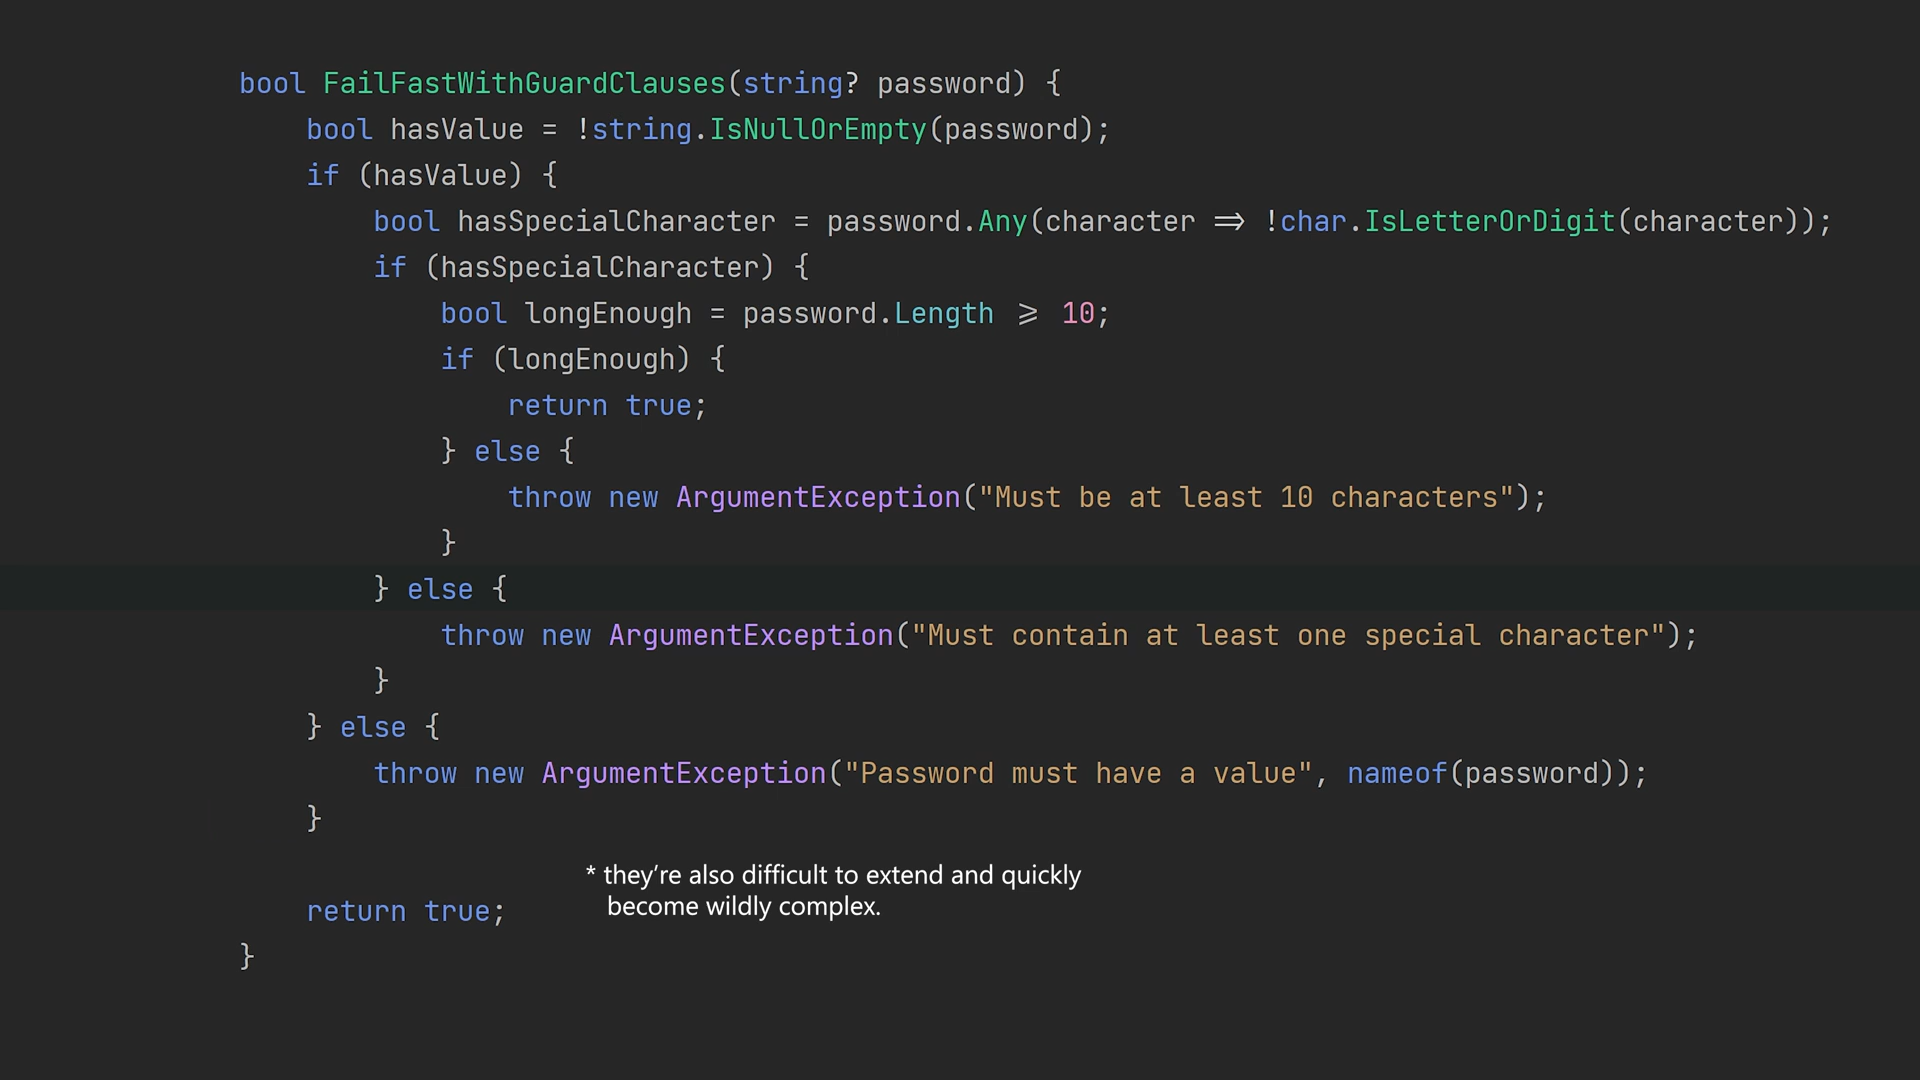 bool FailFastWithGuardClauses(string? password) {
    bool hasValue = !string.IsNullOrEmpty(password);
    if (hasValue) {
        bool hasSpecialCharacter = password.Any(character => !char.IsLetterOrDigit(character));
        if (hasSpecialCharacter) {
            bool longEnough = password.Length >= 10;
            if (longEnough) {
                return true;
            } else {
                throw new ArgumentException("Must be at least 10 characters");
            }
        } else {
            throw new ArgumentException("Must contain at least one special character");
        }
    } else {
        throw new ArgumentException("Password must have a value", nameof(password));
    }
* they're also difficult to extend and quickly
become wildly complex.
    return true;
}